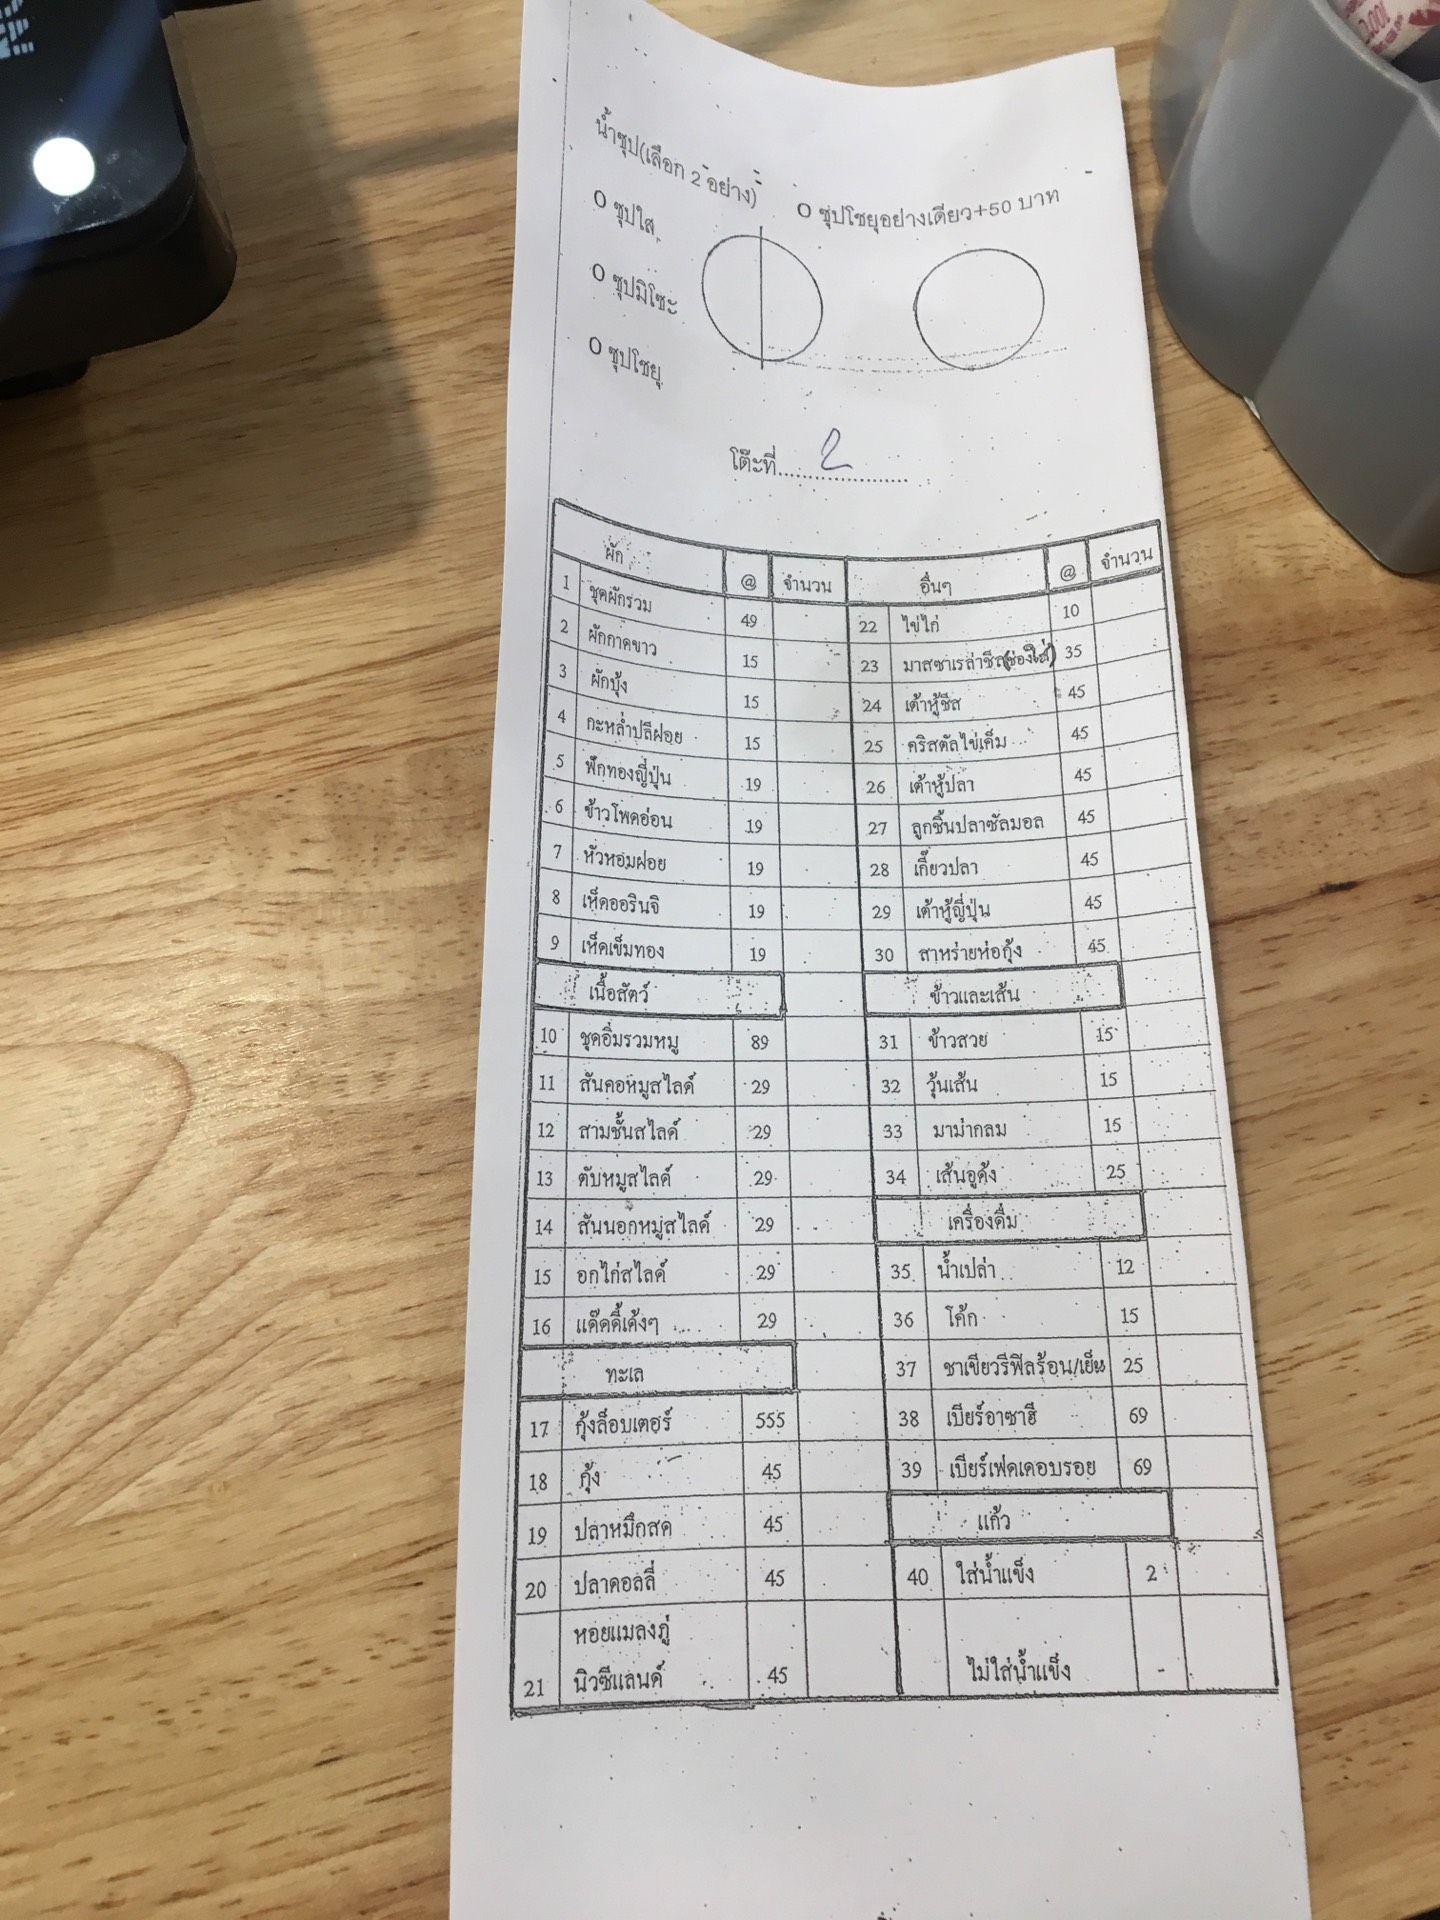 น้ำซุป(เลือก 2 อย่าง)
O ซุปโชยุอย่างเดียว+50 บาท
O ซุปใส
O ซุปมิโซะ
O ซุปโชยุ
โต๊ะที่......2......
ผัก @ จำนวน อื่นๆ @ จำนวน
1 ชุดผักรวม 49 22 ไข่ไก่ 10
2 ผักกาดขาว 15 23 มาสซาเรล่าชีส(ช่องใส่) 35
3 ผักบุ้ง 15 24 เต้าหู้ชีส 45
4 กะหล่ำปลีฝอย 15 25 คริสตัลไข่เค็ม 45
5 ฟักทองญี่ปุ่น 19 26 เต้าหู้ปลา 45
6 ข้าวโพดอ่อน 19 27 ลูกชิ้นปลาซัลมอล 45
7 หัวหอมฝอย 19 28 เกี๊ยวปลา 45
8 เห็ดออรินจิ 19 29 เต้าหู้ญี่ปุ่น 45
9 เห็ดเข็มทอง 19 30 สาหร่ายห่อกุ้ง 45
เนื้อสัตว์ ข้าวและเส้น
10 ชุดอิ่มรวมหมู 89 31 ข้าวสวย 15
11 สันคอหมูสไลด์ 29 32 วุ้นเส้น 15
12 สามชั้นสไลด์ 29 33 มาม่ากลม 15
13 ตับหมูสไลด์ 29 34 เส้นอูด้ง 25
14 สันนอกหมูสไลด์ 29 เครื่องดื่ม
15 อกไก่สไลด์ 29 35 น้ำเปล่า 12
16 แด๊ดดี้เด้งๆ 29 36 โค้ก 15
ทะเล 37 ชาเขียวรีฟิลร้อน/เย็น 25
17 กุ้งล็อบเตอร์ 555 38 เบียร์อาซาฮี 69
18 กุ้ง 45 39 เบียร์เฟดเดอบรอย 69
19 ปลาหมึกสด 45 แก้ว
20 ปลาดอลลี่ 45 40 ใส่น้ำแข็ง 2
หอยแมลงภู่
21 นิวซีแลนด์ 45 ไม่ใส่น้ำแข็ง -